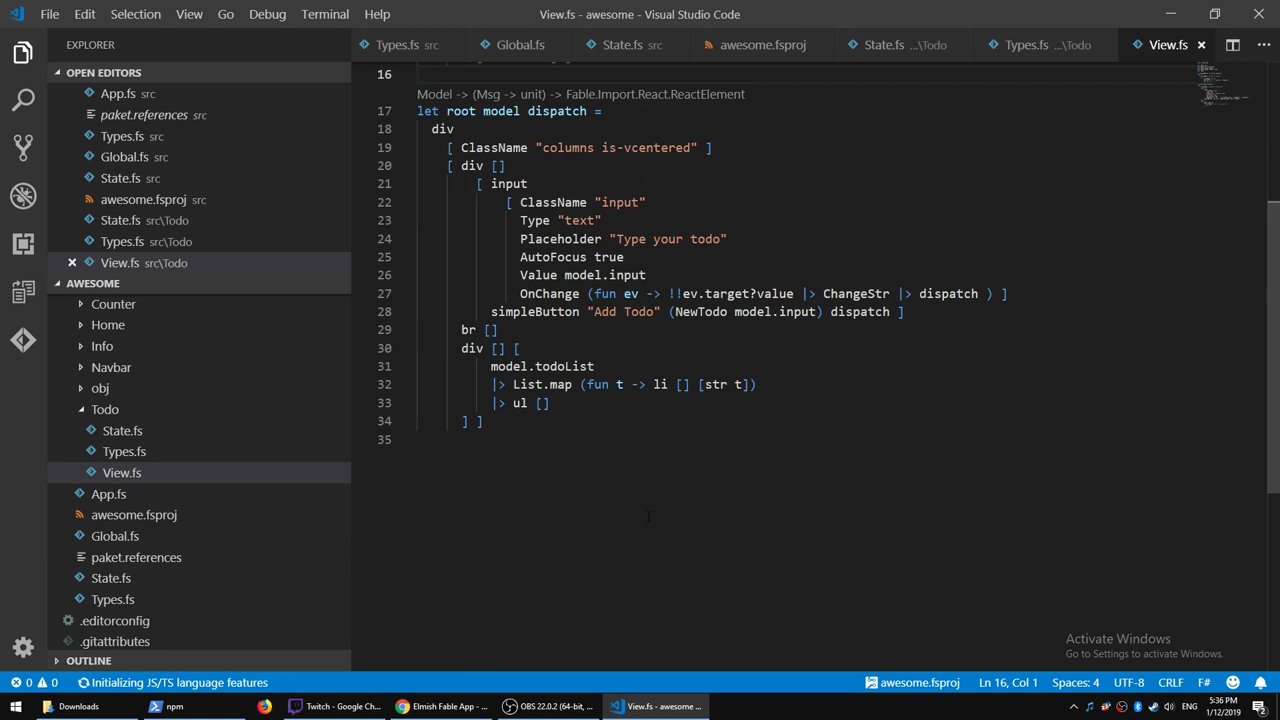 File Edit Selection View Go Debug Terminal Help
View.fs - awesome - Visual Studio Code
EXPLORER
OPEN EDITORS
App.fs src
paket.references src
Types.fs src
Global.fs src
State.fs src
awesome.fsproj src
State.fs src\Todo
Types.fs src\Todo
View.fs src\Todo
AWESOME
Counter
Home
Info
Navbar
obj
Todo
State.fs
Types.fs
View.fs
App.fs
awesome.fsproj
Global.fs
paket.references
State.fs
Types.fs
.editorconfig
.gitattributes
OUTLINE
Types.fs src
Global.fs
State.fs src
awesome.fsproj
State.fs ...\Todo
Types.fs ...\Todo
View.fs
16
Model -> (Msg -> unit) -> Fable.Import.React.ReactElement
17 let root model dispatch =
18 div
19 [ ClassName "columns is-vcentered" ]
20 [ div []
21 [ input
22 [ ClassName "input"
23 Type "text"
24 Placeholder "Type your todo"
25 AutoFocus true
26 Value model.input
27 OnChange (fun ev -> !!ev.target?value |> ChangeStr |> dispatch ) ]
28 simpleButton "Add Todo" (NewTodo model.input) dispatch ]
29 br []
30 div [] [
31 model.todoList
32 |> List.map (fun t -> li [] [str t])
33 |> ul []
34 ] ]
35
Activate Windows
Go to Settings to activate Windows.
0 0 Initializing JS/TS language features
awesome.fsproj Ln 16, Col 1 Spaces: 4 UTF-8 CRLF F#
Downloads
npm
Twitch - Google Ch...
Elmish Fable App - ...
OBS 22.0.2 (64-bit, ...
View.fs - awesome ...
ENG
5:36 PM
1/12/2019
2